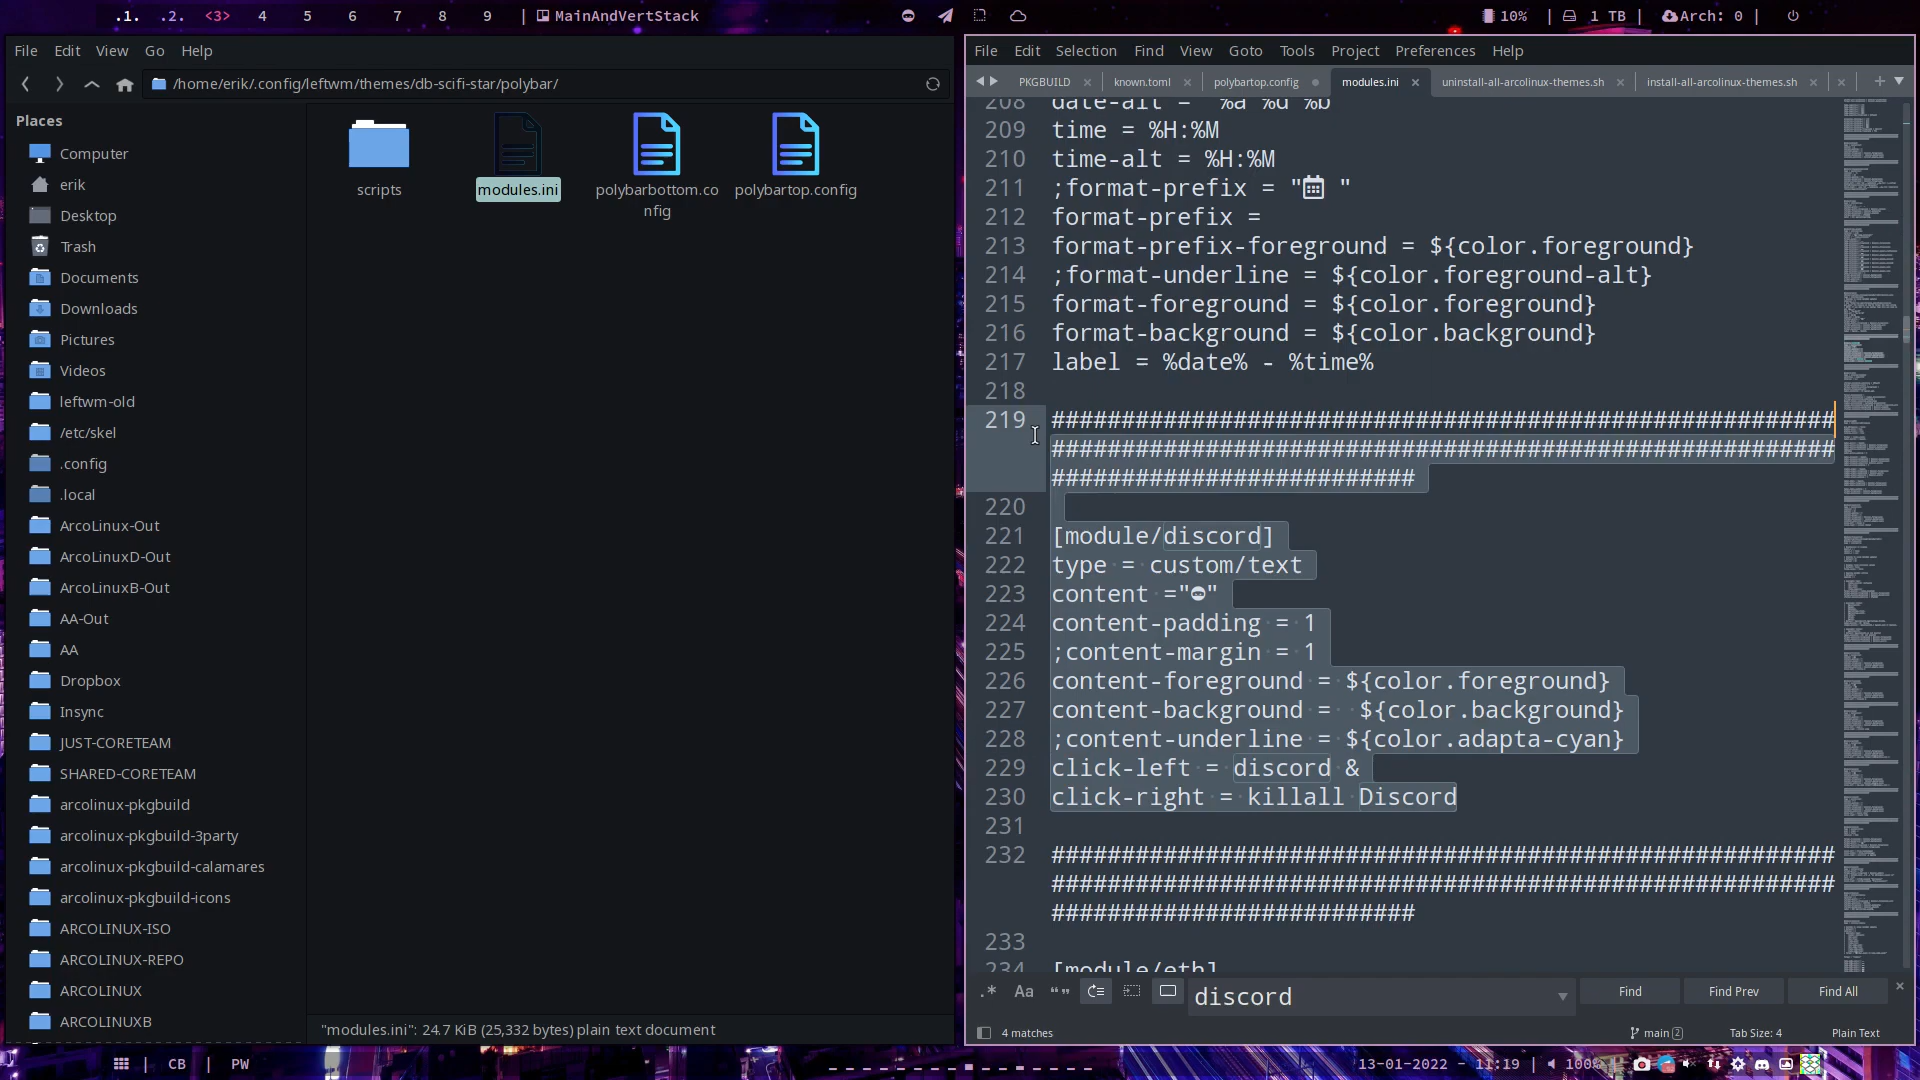 .1. .2. <3> 4 5 6 7 8 9 | MainAndVertStack
10% | 1 TB | Arch: 0 |
File Edit View Go Help
/home/erik/.config/leftwm/themes/db-scifi-star/polybar/
Places
Computer
erik
Desktop
Trash
Documents
Downloads
Pictures
Videos
leftwm-old
/etc/skel
.config
.local
ArcoLinux-Out
ArcoLinuxD-Out
ArcoLinuxB-Out
AA-Out
AA
Dropbox
Insync
JUST-CORETEAM
SHARED-CORETEAM
arcolinux-pkgbuild
arcolinux-pkgbuild-3party
arcolinux-pkgbuild-calamares
arcolinux-pkgbuild-icons
ARCOLINUX-ISO
ARCOLINUX-REPO
ARCOLINUX
ARCOLINUXB
scripts
modules.ini
polybarbottom.co
nfig
polybartop.config
"modules.ini": 24.7 KiB (25,332 bytes) plain text document
File Edit Selection Find View Goto Tools Project Preferences Help
PKGBUILD known.toml polybartop.config modules.ini uninstall-all-arcolinux-themes.sh install-all-arcolinux-themes.sh
208 date-alt = " %a %d %b
209 time = %H:%M
210 time-alt = %H:%M
211 ;format-prefix = " "
212 format-prefix =
213 format-prefix-foreground = ${color.foreground}
214 ;format-underline = ${color.foreground-alt}
215 format-foreground = ${color.foreground}
216 format-background = ${color.background}
217 label = %date% - %time%
218
219 ########################################################
########################################################
##########################
220
221 [module/discord]
222 type = custom/text
223 content =" "
224 content-padding = 1
225 ;content-margin = 1
226 content-foreground = ${color.foreground}
227 content-background =  ${color.background}
228 ;content-underline = ${color.adapta-cyan}
229 click-left = discord &
230 click-right = killall Discord
231
232 ########################################################
########################################################
##########################
233
234 [module/eth]
.* Aa “” discord Find Find Prev Find All
4 matches main 2 Tab Size: 4 Plain Text
| CB | PW
13-01-2022 - 11:19 | 100%